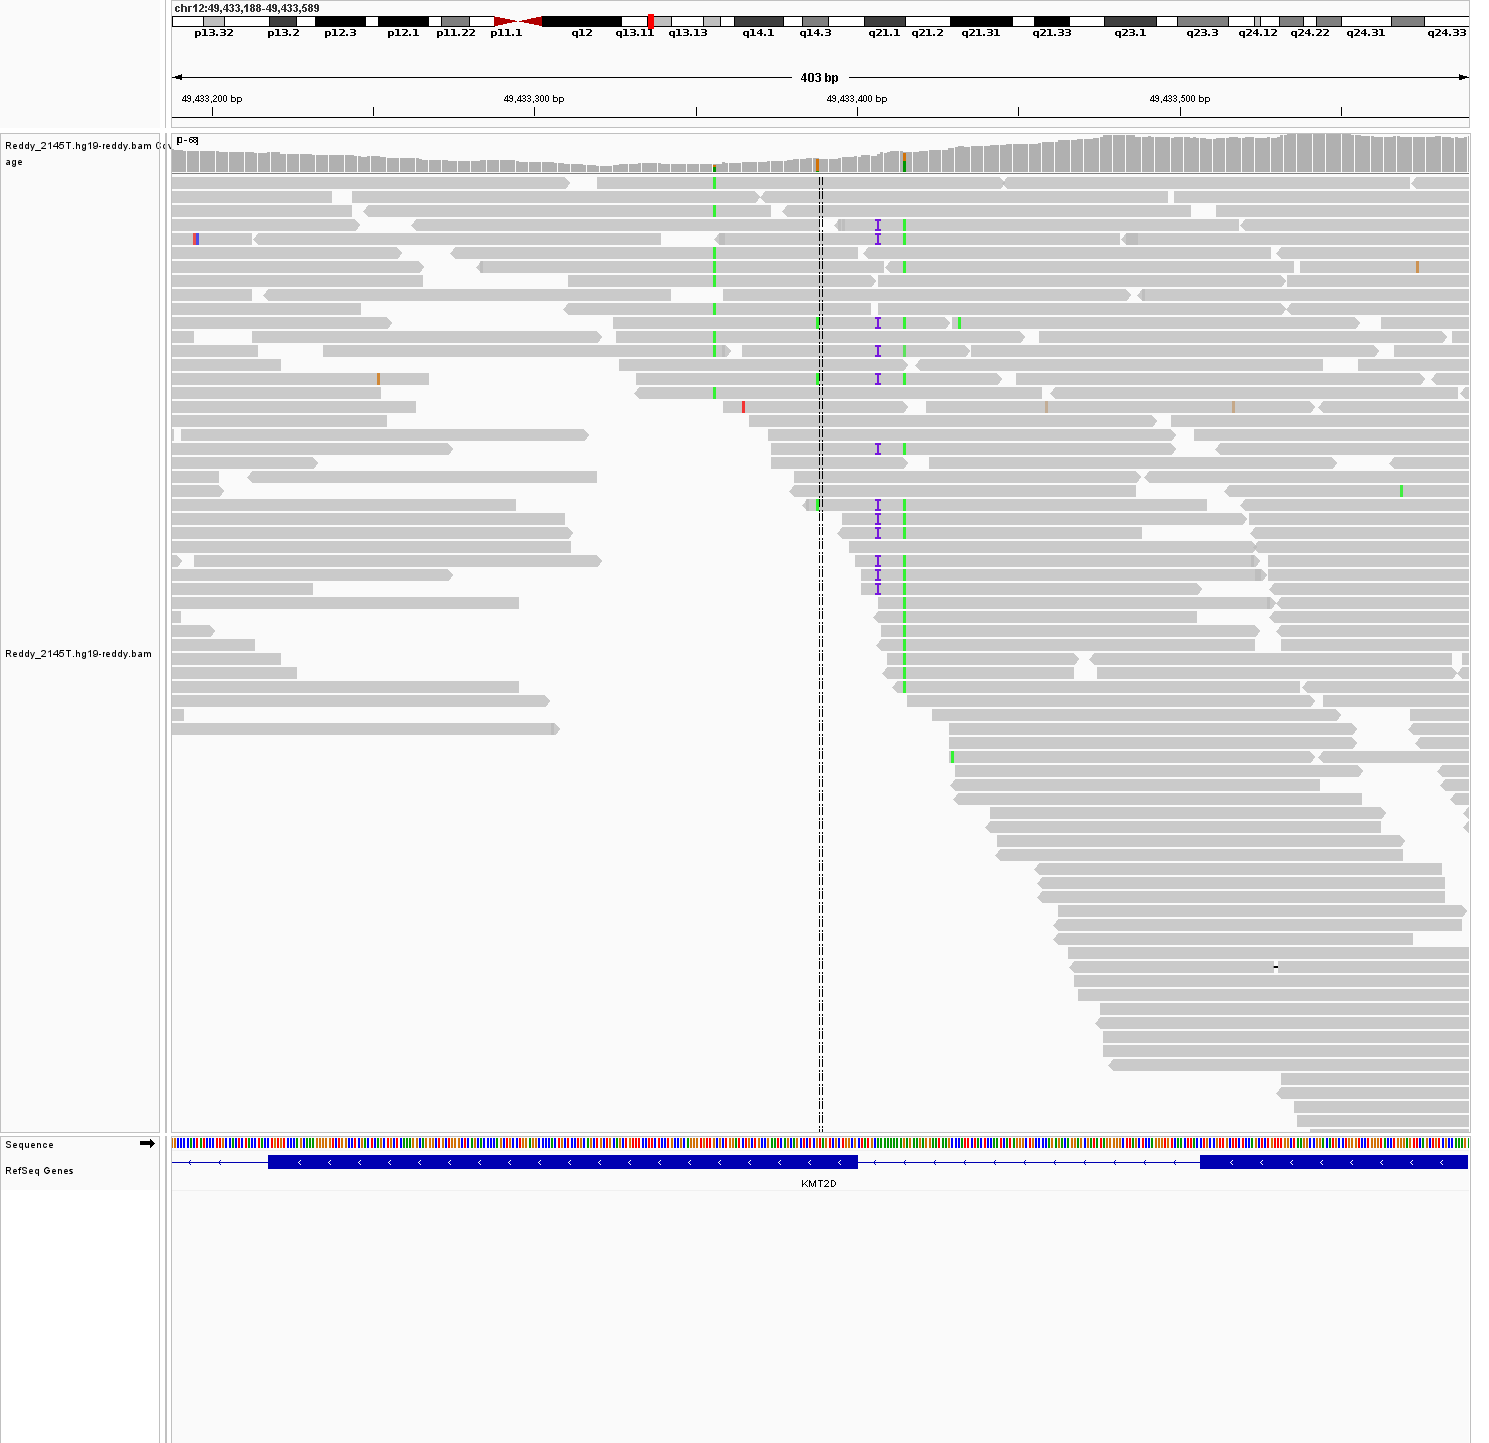 chr12:49,433,188-49,433,589
p13.32 p13.2 p12.3 p12.1 p11.22 p11.1 q12 q13.11 q13.13 q14.1 q14.3 q21.1 q21.2 q21.31 q21.33 q23.1 q23.3 q24.12 q24.22 q24.31 q24.33
403 bp
49,433,200 bp 49,433,300 bp 49,433,400 bp 49,433,500 bp
[0 - 68]
Reddy_2145T.hg19-reddy.bam Cov
age
Reddy_2145T.hg19-reddy.bam
Sequence
RefSeq Genes
KMT2D